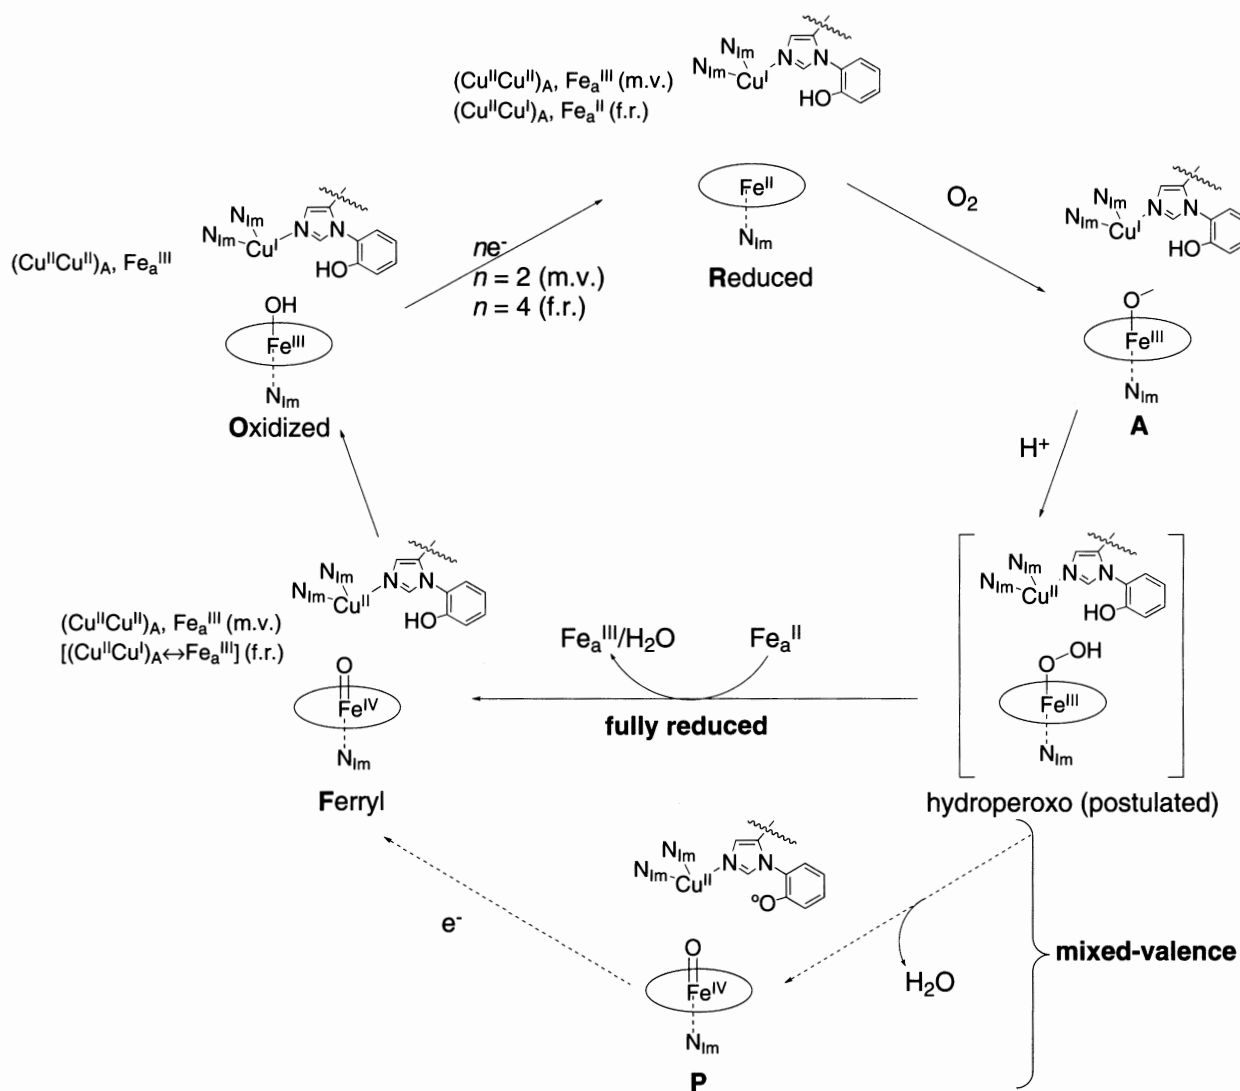 N_Im
N_Im
Cu^I
N
N
HO
(Cu^IICu^II)_A, Fe_a^III (m.v.)
(Cu^IICu^I)_A, Fe_a^II (f.r.)
Fe^II
N_Im
Reduced
O₂
N_Im
N_Im
Cu^I
N
N
HO
(Cu^IICu^II)_A, Fe_a^III
OH
Fe^III
N_Im
Oxidized
ne⁻
n = 2 (m.v.)
n = 4 (f.r.)
N_Im
N_Im
Cu^I
N
N
HO
O
Fe^III
N_Im
A
H⁺
N_Im
N_Im
Cu^II
N
N
HO
(Cu^IICu^II)_A, Fe_a^III (m.v.)
[(Cu^IICu^I)_A↔Fe_a^III] (f.r.)
O
Fe^IV
N_Im
Ferryl
Fe_a^III/H₂O
Fe_a^II
fully reduced
N_Im
N_Im
Cu^II
N
N
HO
O
OH
Fe^III
N_Im
hydroperoxo (postulated)
e⁻
N_Im
N_Im
Cu^II
N
N
°O
O
Fe^IV
N_Im
P
H₂O
mixed-valence